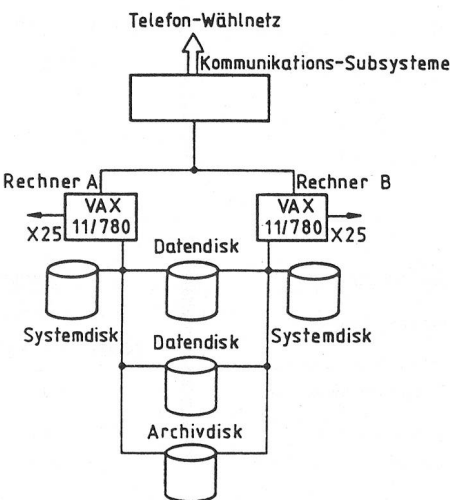 Telefon-Wählnetz
Kommunikations-Subsysteme
Rechner A
Rechner B
VAX
11/780
VAX
11/780
X25
X25
Datendisk
Systemdisk
Systemdisk
Datendisk
Archivdisk